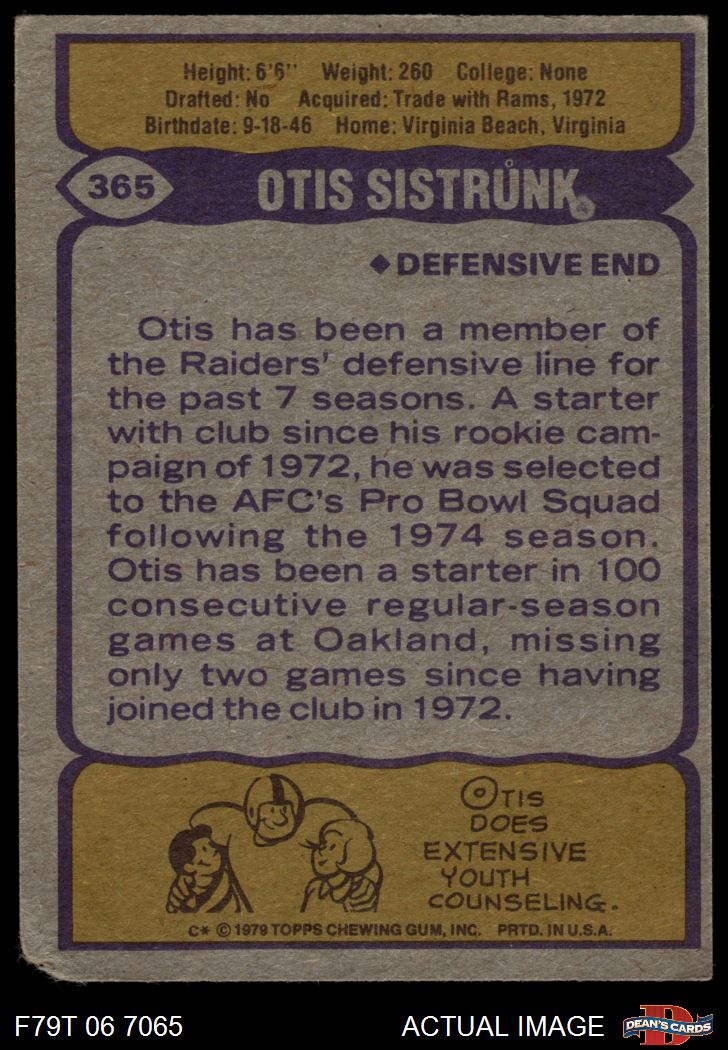 Height: 6'6" Weight: 260 College: None
Drafted: No Acquired: Trade with Rams, 1972
Birthdate: 9-18-46 Home: Virginia Beach, Virginia
365 OTIS SISTRUNK
◆ DEFENSIVE END
Otis has been a member of
the Raiders' defensive line for
the past 7 seasons. A starter
with club since his rookie cam-
paign of 1972, he was selected
to the AFC's Pro Bowl Squad
following the 1974 season.
Otis has been a starter in 100
consecutive regular-season
games at Oakland, missing
only two games since having
joined the club in 1972.
OTIS
DOES
EXTENSIVE
YOUTH
COUNSELING.
C* © 1979 TOPPS CHEWING GUM, INC. PRTD. IN U.S.A.
F79T 06 7065 ACTUAL IMAGE D DEAN'S CARDS